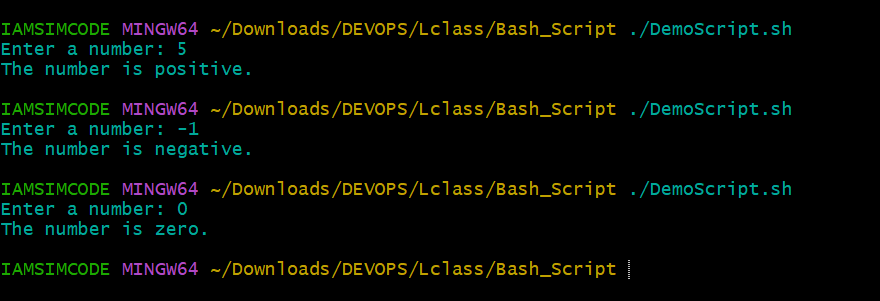 IAMSIMCODE MINGW64 ~/Downloads/DEVOPS/Lclass/Bash_Script ./DemoScript.sh
Enter a number: 5
The number is positive.
IAMSIMCODE MINGW64 ~/Downloads/DEVOPS/Lclass/Bash_Script ./DemoScript.sh
Enter a number: -1
The number is negative.
IAMSIMCODE MINGW64 ~/Downloads/DEVOPS/Lclass/Bash_Script ./DemoScript.sh
Enter a number: 0
The number is zero.
IAMSIMCODE MINGW64 ~/Downloads/DEVOPS/Lclass/Bash_Script